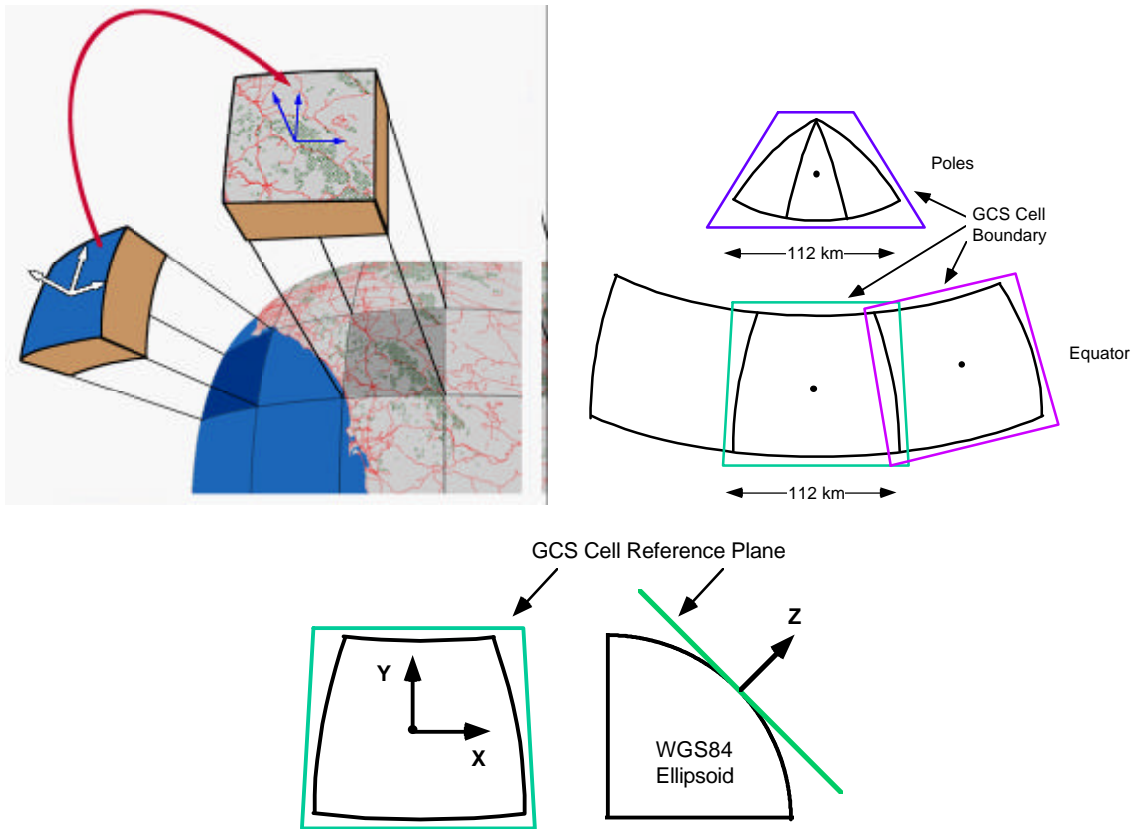 Poles
GCS Cell
Boundary
112 km
Equator
112 km
GCS Cell Reference Plane
Z
Y
X
WGS84
Ellipsoid